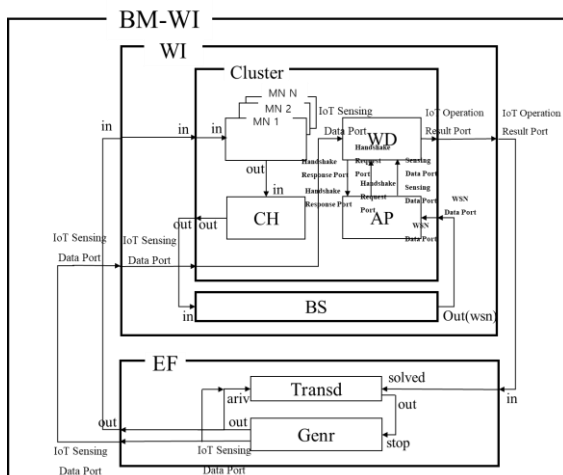 BM-WI
WI
Cluster
MN N
MN 2
MN 1
IoT Sensing
Data Port
WD
IoT Operation
Result Port
IoT Operation
Result Port
in
in
in
out
in
Handshake
Response Port
Handshake
Response Port
Handshake
Request
Port
Handshake
Request
Port
Sensing
Data Port
Sensing
Data Port
WSN
Data Port
WSN
Data Port
CH
AP
out
out
IoT Sensing
Data Port
IoT Sensing
Data Port
in
BS
Out(wsn)
EF
Transd
solved
ariv
out
in
out
out
Genr
stop
IoT Sensing
Data Port
IoT Sensing
Data Port